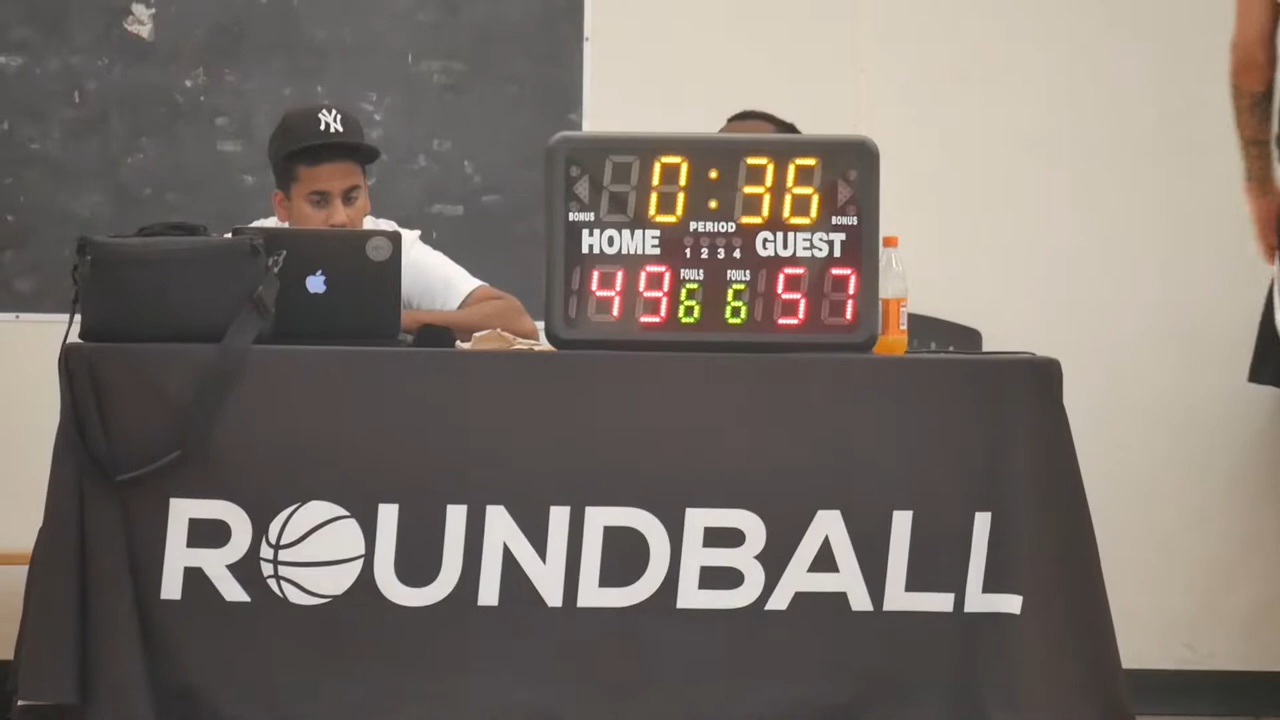 NY
0:36
BONUS PERIOD BONUS
HOME 1 2 3 4 GUEST
FOULS FOULS
49 6 6 57
ROUNDBALL